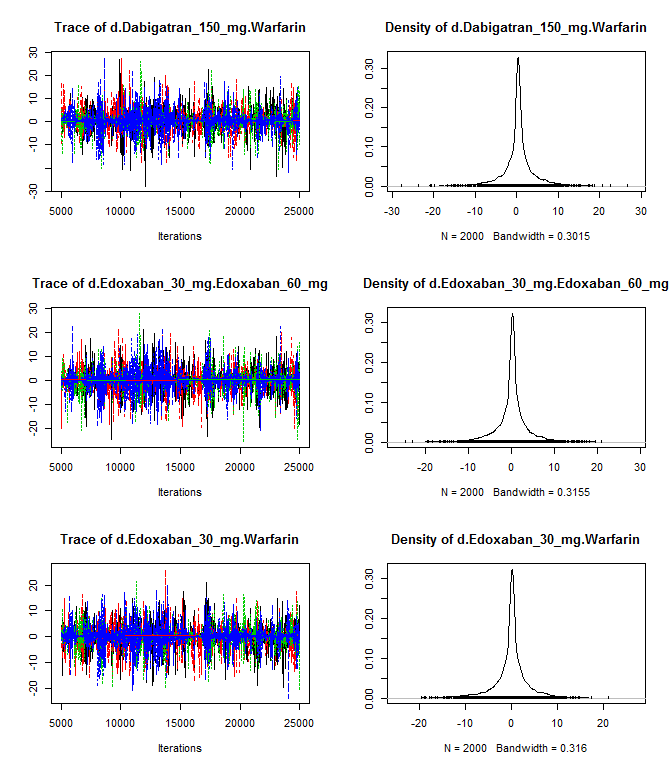 Trace of d.Dabigatran_150_mg.Warfarin
30
20
10
0
-10
-30
5000 10000 15000 20000 25000
Iterations
Density of d.Dabigatran_150_mg.Warfarin
0.30
0.20
0.10
0.00
-30 -20 -10 0 10 20 30
N = 2000 Bandwidth = 0.3015
Trace of d.Edoxaban_30_mg.Edoxaban_60_mg
30
20
10
0
-10
-20
5000 10000 15000 20000 25000
Iterations
Density of d.Edoxaban_30_mg.Edoxaban_60_mg
0.30
0.20
0.10
0.00
-20 -10 0 10 20 30
N = 2000 Bandwidth = 0.3155
Trace of d.Edoxaban_30_mg.Warfarin
20
10
0
-10
-20
5000 10000 15000 20000 25000
Iterations
Density of d.Edoxaban_30_mg.Warfarin
0.30
0.20
0.10
0.00
-20 -10 0 10 20
N = 2000 Bandwidth = 0.316